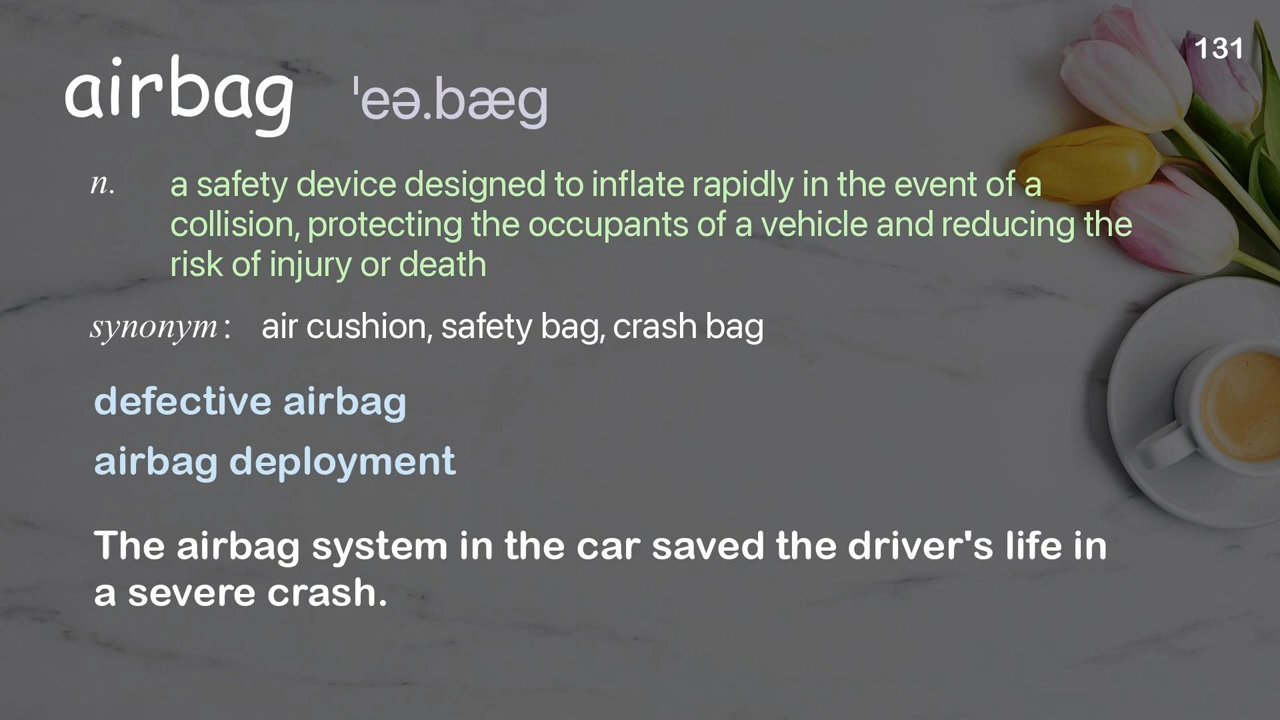 131
airbag ˈeə.bæg
n. a safety device designed to inflate rapidly in the event of a
collision, protecting the occupants of a vehicle and reducing the
risk of injury or death
synonym: air cushion, safety bag, crash bag
defective airbag
airbag deployment
The airbag system in the car saved the driver's life in
a severe crash.